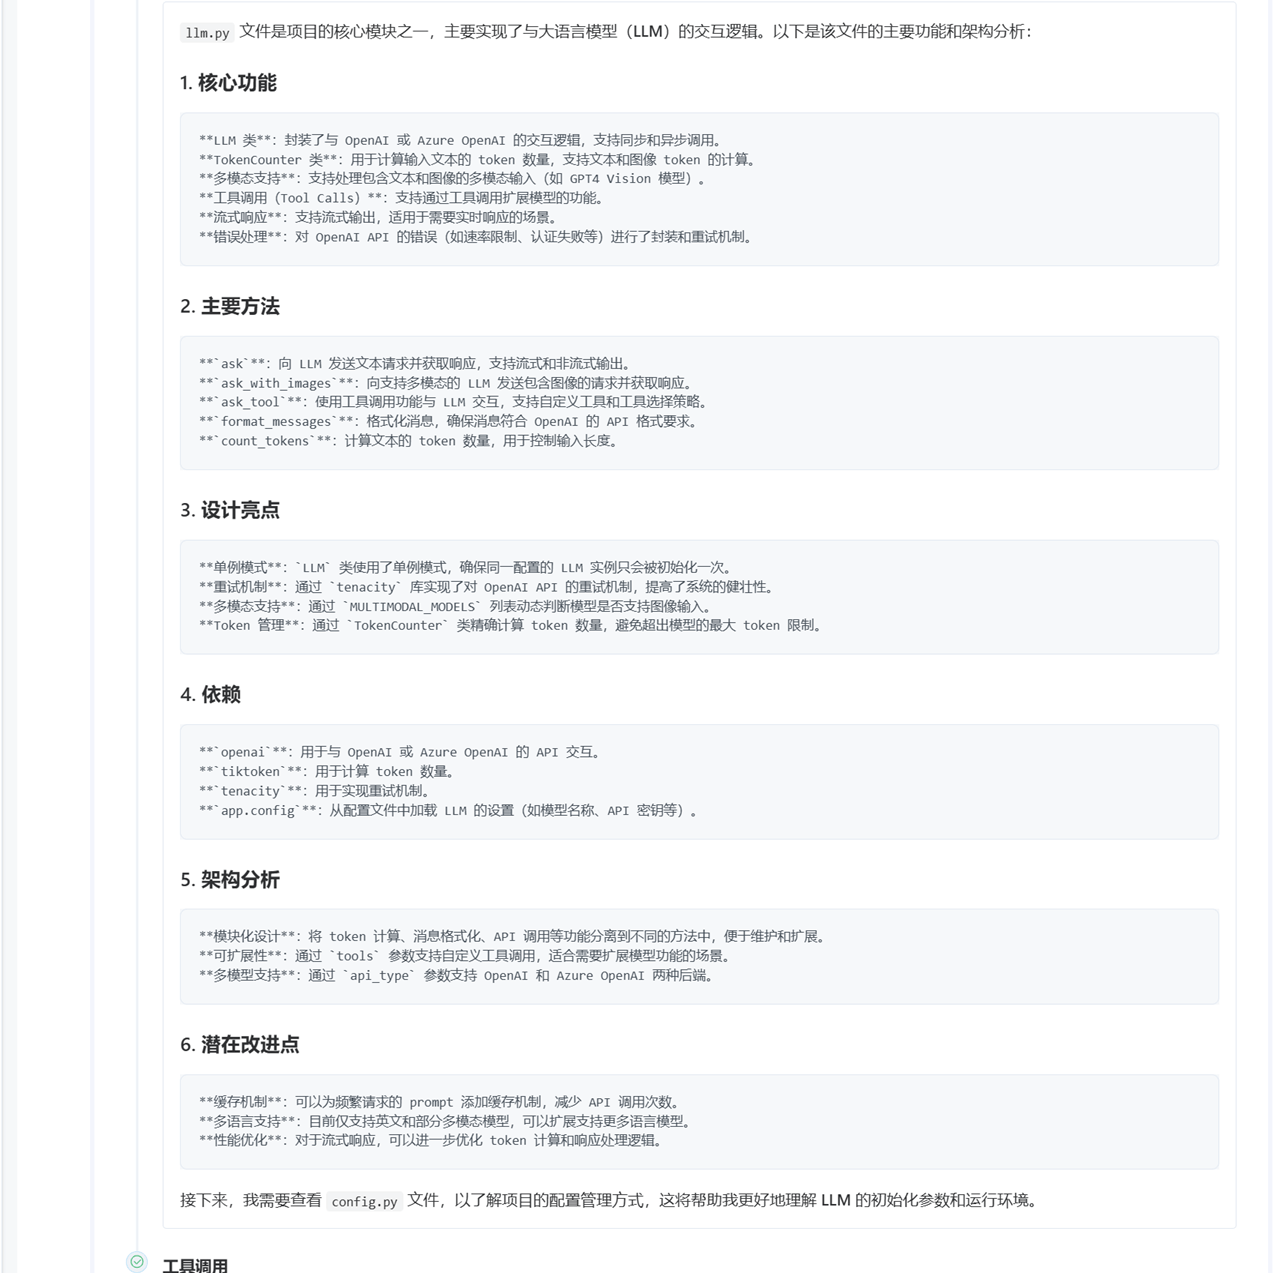 llm.py 文件是项目的核心模块之一，主要实现了与大语言模型（LLM）的交互逻辑。以下是该文件的主要功能和架构分析：
1. 核心功能
**LLM 类**：封装了与 OpenAI 或 Azure OpenAI 的交互逻辑，支持同步和异步调用。
**TokenCounter 类**：用于计算输入文本的 token 数量，支持文本和图像 token 的计算。
**多模态支持**：支持处理包含文本和图像的多模态输入（如 GPT4 Vision 模型）。
**工具调用（Tool Calls）**：支持通过工具调用扩展模型的功能。
**流式响应**：支持流式输出，适用于需要实时响应的场景。
**错误处理**：对 OpenAI API 的错误（如速率限制、认证失败等）进行了封装和重试机制。
2. 主要方法
**`ask`**：向 LLM 发送文本请求并获取响应，支持流式和非流式输出。
**`ask_with_images`**：向支持多模态的 LLM 发送包含图像的请求并获取响应。
**`ask_tool`**：使用工具调用功能与 LLM 交互，支持自定义工具和工具选择策略。
**`format_messages`**：格式化消息，确保消息符合 OpenAI 的 API 格式要求。
**`count_tokens`**：计算文本的 token 数量，用于控制输入长度。
3. 设计亮点
**单例模式**：`LLM` 类使用了单例模式，确保同一配置的 LLM 实例只会被初始化一次。
**重试机制**：通过 `tenacity` 库实现了对 OpenAI API 的重试机制，提高了系统的健壮性。
**多模态支持**：通过 `MULTIMODAL_MODELS` 列表动态判断模型是否支持图像输入。
**Token 管理**：通过 `TokenCounter` 类精确计算 token 数量，避免超出模型的最大 token 限制。
4. 依赖
**`openai`**：用于与 OpenAI 或 Azure OpenAI 的 API 交互。
**`tiktoken`**：用于计算 token 数量。
**`tenacity`**：用于实现重试机制。
**`app.config`**：从配置文件中加载 LLM 的设置（如模型名称、API 密钥等）。
5. 架构分析
**模块化设计**：将 token 计算、消息格式化、API 调用等功能分离到不同的方法中，便于维护和扩展。
**可扩展性**：通过 `tools` 参数支持自定义工具调用，适合需要扩展模型功能的场景。
**多模型支持**：通过 `api_type` 参数支持 OpenAI 和 Azure OpenAI 两种后端。
6. 潜在改进点
**缓存机制**：可以为频繁请求的 prompt 添加缓存机制，减少 API 调用次数。
**多语言支持**：目前仅支持英文和部分多模态模型，可以扩展支持更多语言模型。
**性能优化**：对于流式响应，可以进一步优化 token 计算和响应处理逻辑。
接下来，我需要查看 config.py 文件，以了解项目的配置管理方式，这将帮助我更好地理解 LLM 的初始化参数和运行环境。
工具调用